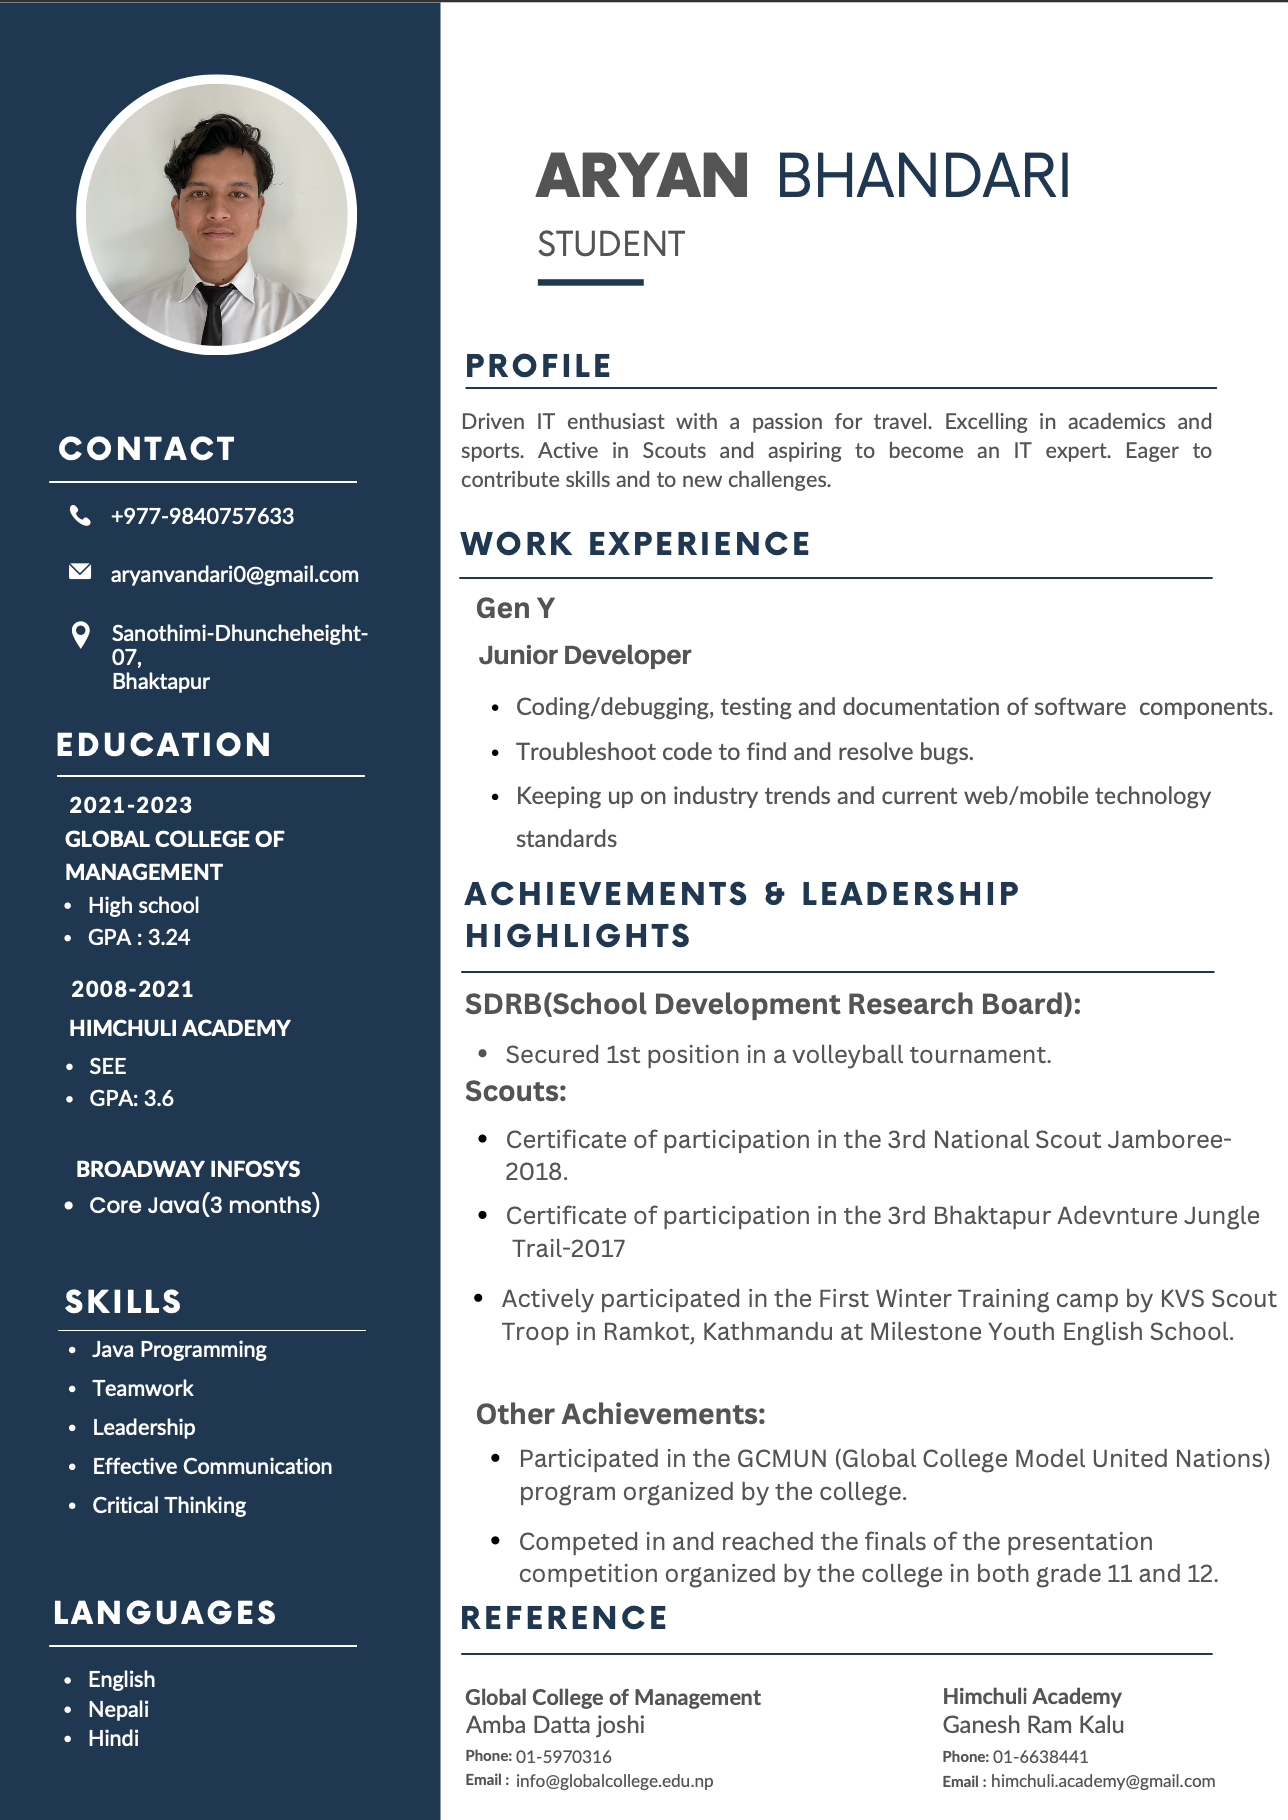 ARYAN BHANDARI
STUDENT
CONTACT
+977-9840757633
aryanvandari0@gmail.com
Sanothimi-Dhuncheheight-
07,
Bhaktapur
EDUCATION
2021-2023
GLOBAL COLLEGE OF
MANAGEMENT
• High school
• GPA : 3.24
2008-2021
HIMCHULI ACADEMY
• SEE
• GPA: 3.6
BROADWAY INFOSYS
• Core Java(3 months)
SKILLS
• Java Programming
• Teamwork
• Leadership
• Effective Communication
• Critical Thinking
LANGUAGES
• English
• Nepali
• Hindi
PROFILE
Driven IT enthusiast with a passion for travel. Excelling in academics and
sports. Active in Scouts and aspiring to become an IT expert. Eager to
contribute skills and to new challenges.
WORK EXPERIENCE
Gen Y
Junior Developer
• Coding/debugging, testing and documentation of software components.
• Troubleshoot code to find and resolve bugs.
• Keeping up on industry trends and current web/mobile technology
standards
ACHIEVEMENTS & LEADERSHIP
HIGHLIGHTS
SDRB(School Development Research Board):
• Secured 1st position in a volleyball tournament.
Scouts:
• Certificate of participation in the 3rd National Scout Jamboree-
2018.
• Certificate of participation in the 3rd Bhaktapur Adevnture Jungle
Trail-2017
• Actively participated in the First Winter Training camp by KVS Scout
Troop in Ramkot, Kathmandu at Milestone Youth English School.
Other Achievements:
• Participated in the GCMUN (Global College Model United Nations)
program organized by the college.
• Competed in and reached the finals of the presentation
competition organized by the college in both grade 11 and 12.
REFERENCE
Global College of Management
Amba Datta joshi
Phone: 01-5970316
Email : info@globalcollege.edu.np
Himchuli Academy
Ganesh Ram Kalu
Phone: 01-6638441
Email : himchuli.academy@gmail.com